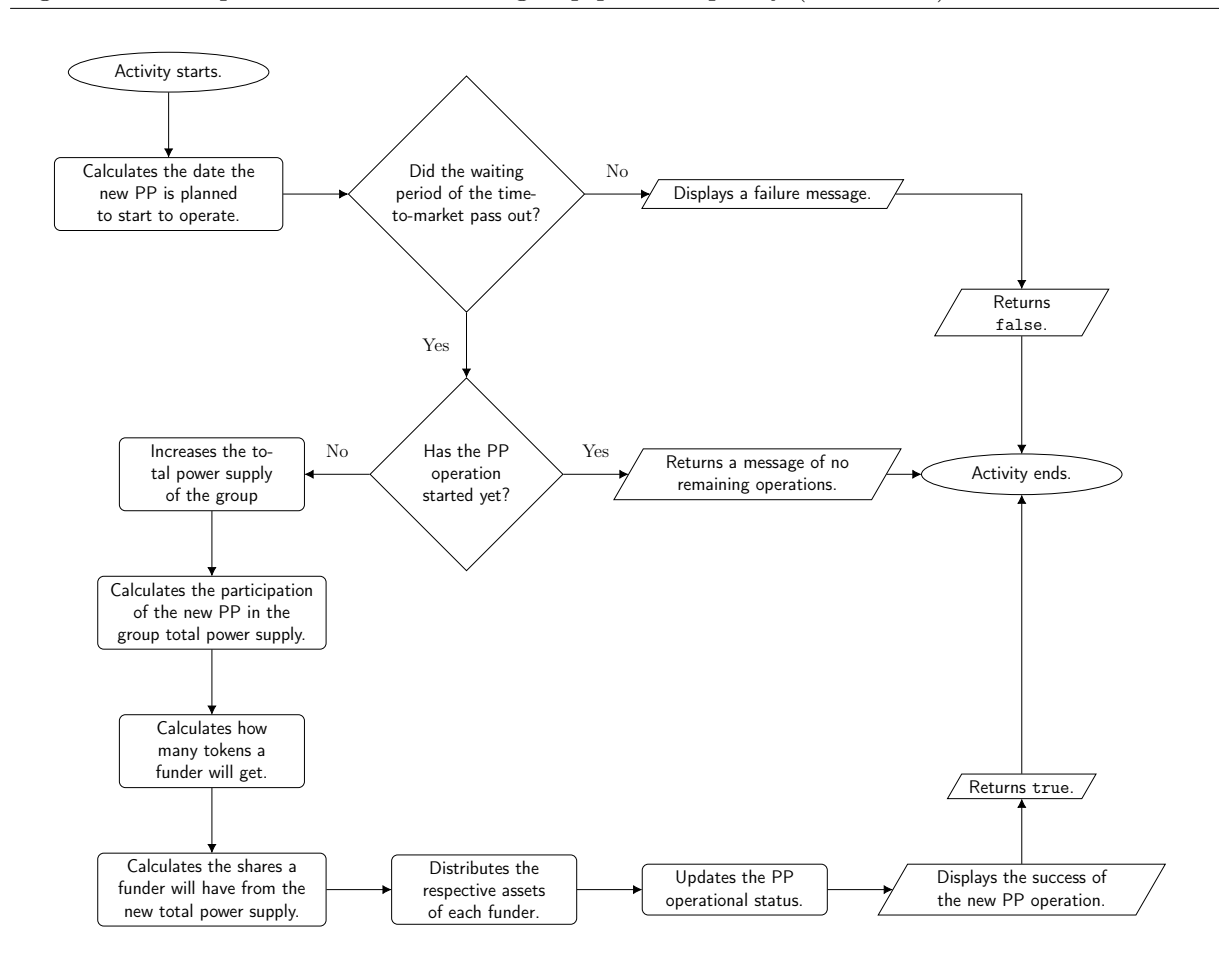 Activity starts.
Calculates the date the
new PP is planned
to start to operate.
Did the waiting
period of the time-
to-market pass out?
No
Displays a failure message.
Returns
false.
Yes
Increases the to-
tal power supply
of the group
No
Has the PP
operation
started yet?
Yes
Returns a message of no
remaining operations.
Activity ends.
Calculates the participation
of the new PP in the
group total power supply.
Calculates how
many tokens a
funder will get.
Returns true.
Calculates the shares a
funder will have from the
new total power supply.
Distributes the
respective assets
of each funder.
Updates the PP
operational status.
Displays the success of
the new PP operation.